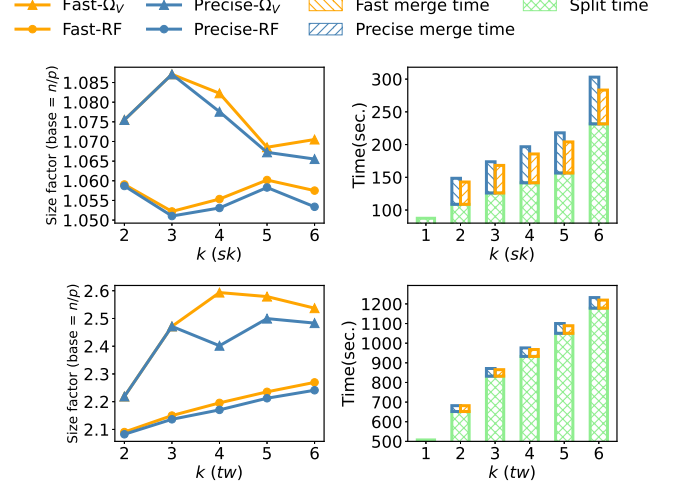 Fast-Ω_V Precise-Ω_V Fast merge time Split time
Fast-RF Precise-RF Precise merge time
Size factor (base = n/p)
1.085
1.080
1.075
1.070
1.065
1.060
1.055
1.050
2 3 4 5 6
k (sk)
Time(sec.)
300
250
200
150
100
1 2 3 4 5 6
k (sk)
Size factor (base = n/p)
2.6
2.5
2.4
2.3
2.2
2.1
2 3 4 5 6
k (tw)
Time(sec.)
1200
1100
1000
900
800
700
600
500
1 2 3 4 5 6
k (tw)